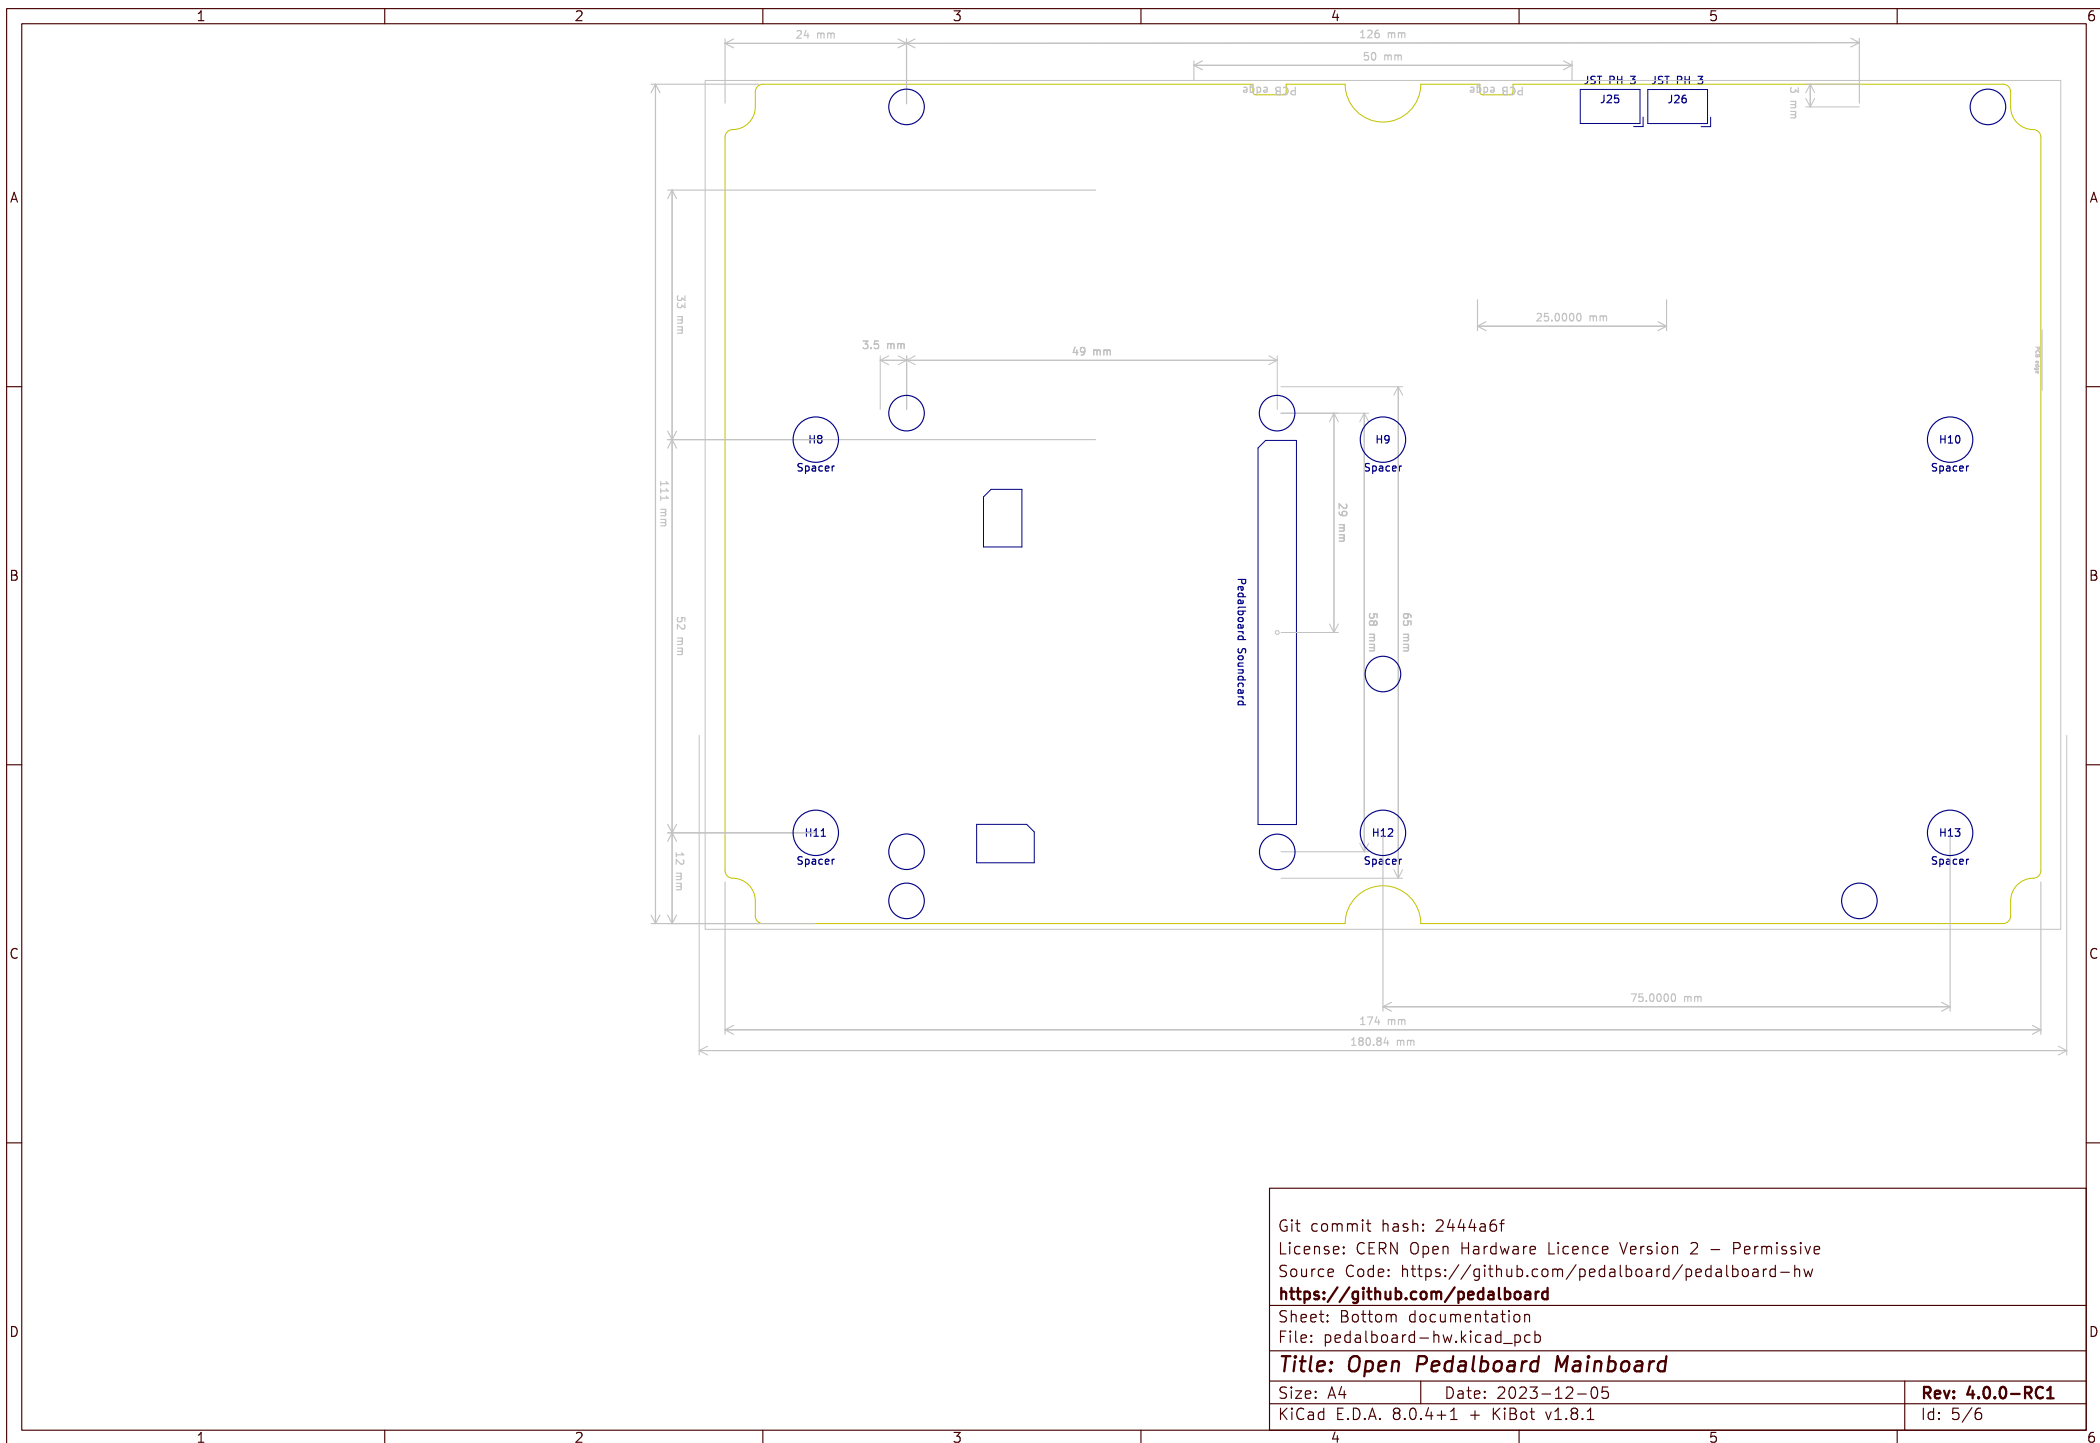 1 2 3 4 5 6
24 mm
126 mm
50 mm
JST PH 3 JST PH 3
PCB edge PCB edge
J25 J26
3 mm
A A
33 mm
25.0000 mm
3.5 mm
49 mm
PCB edge
H8 H9 H10
Spacer Spacer Spacer
111 mm
29 mm
B B
Pedalboard Soundcard
52 mm
58 mm
65 mm
H11 H12 H13
Spacer Spacer Spacer
12 mm
C C
75.0000 mm
174 mm
180.84 mm
Git commit hash: 2444a6f
License: CERN Open Hardware Licence Version 2 - Permissive
Source Code: https://github.com/pedalboard/pedalboard-hw
https://github.com/pedalboard
Sheet: Bottom documentation
D D
File: pedalboard-hw.kicad_pcb
Title: Open Pedalboard Mainboard
Size: A4 Date: 2023-12-05 Rev: 4.0.0-RC1
KiCad E.D.A. 8.0.4+1 + KiBot v1.8.1 Id: 5/6
1 2 3 4 5 6